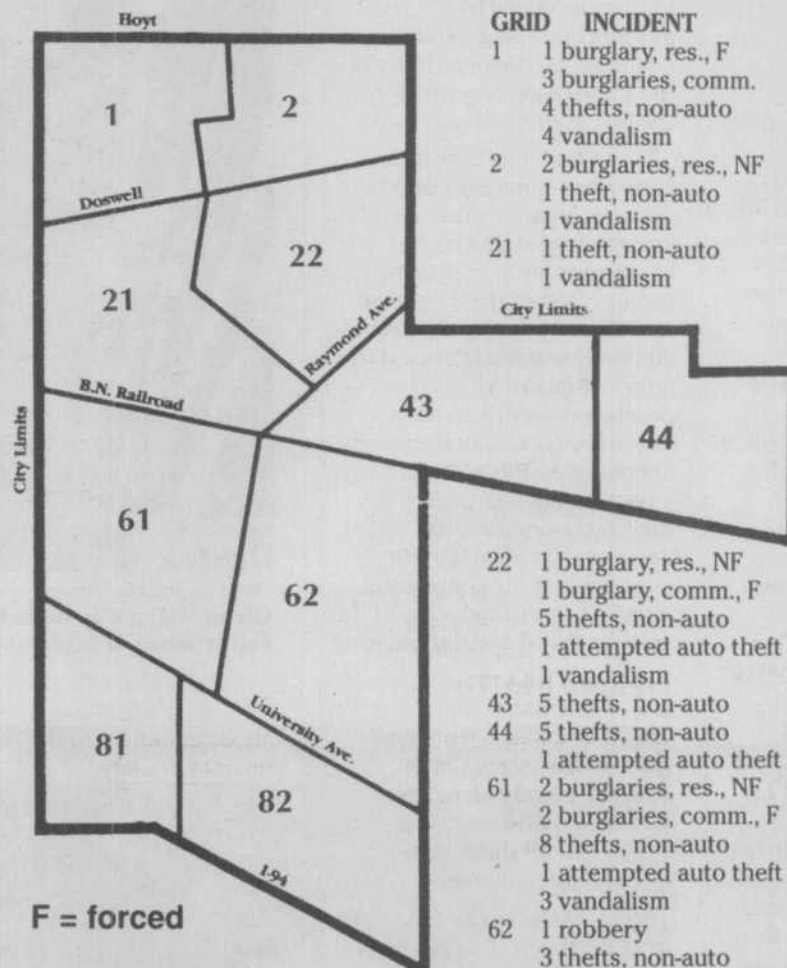 Hoyt
GRID INCIDENT
1 1 burglary, res., F
3 burglaries, comm.
4 thefts, non-auto
4 vandalism
2 2 burglaries, res., NF
1 theft, non-auto
1 vandalism
21 1 theft, non-auto
1 vandalism
1
2
Doswell
22
21
Raymond Ave.
City Limits
B.N. Railroad
43
44
City Limits
61
62
University Ave.
81
82
I-94
F = forced
22 1 burglary, res., NF
1 burglary, comm., F
5 thefts, non-auto
1 attempted auto theft
1 vandalism
43 5 thefts, non-auto
44 5 thefts, non-auto
1 attempted auto theft
61 2 burglaries, res., NF
2 burglaries, comm., F
8 thefts, non-auto
1 attempted auto theft
3 vandalism
62 1 robbery
3 thefts, non-auto